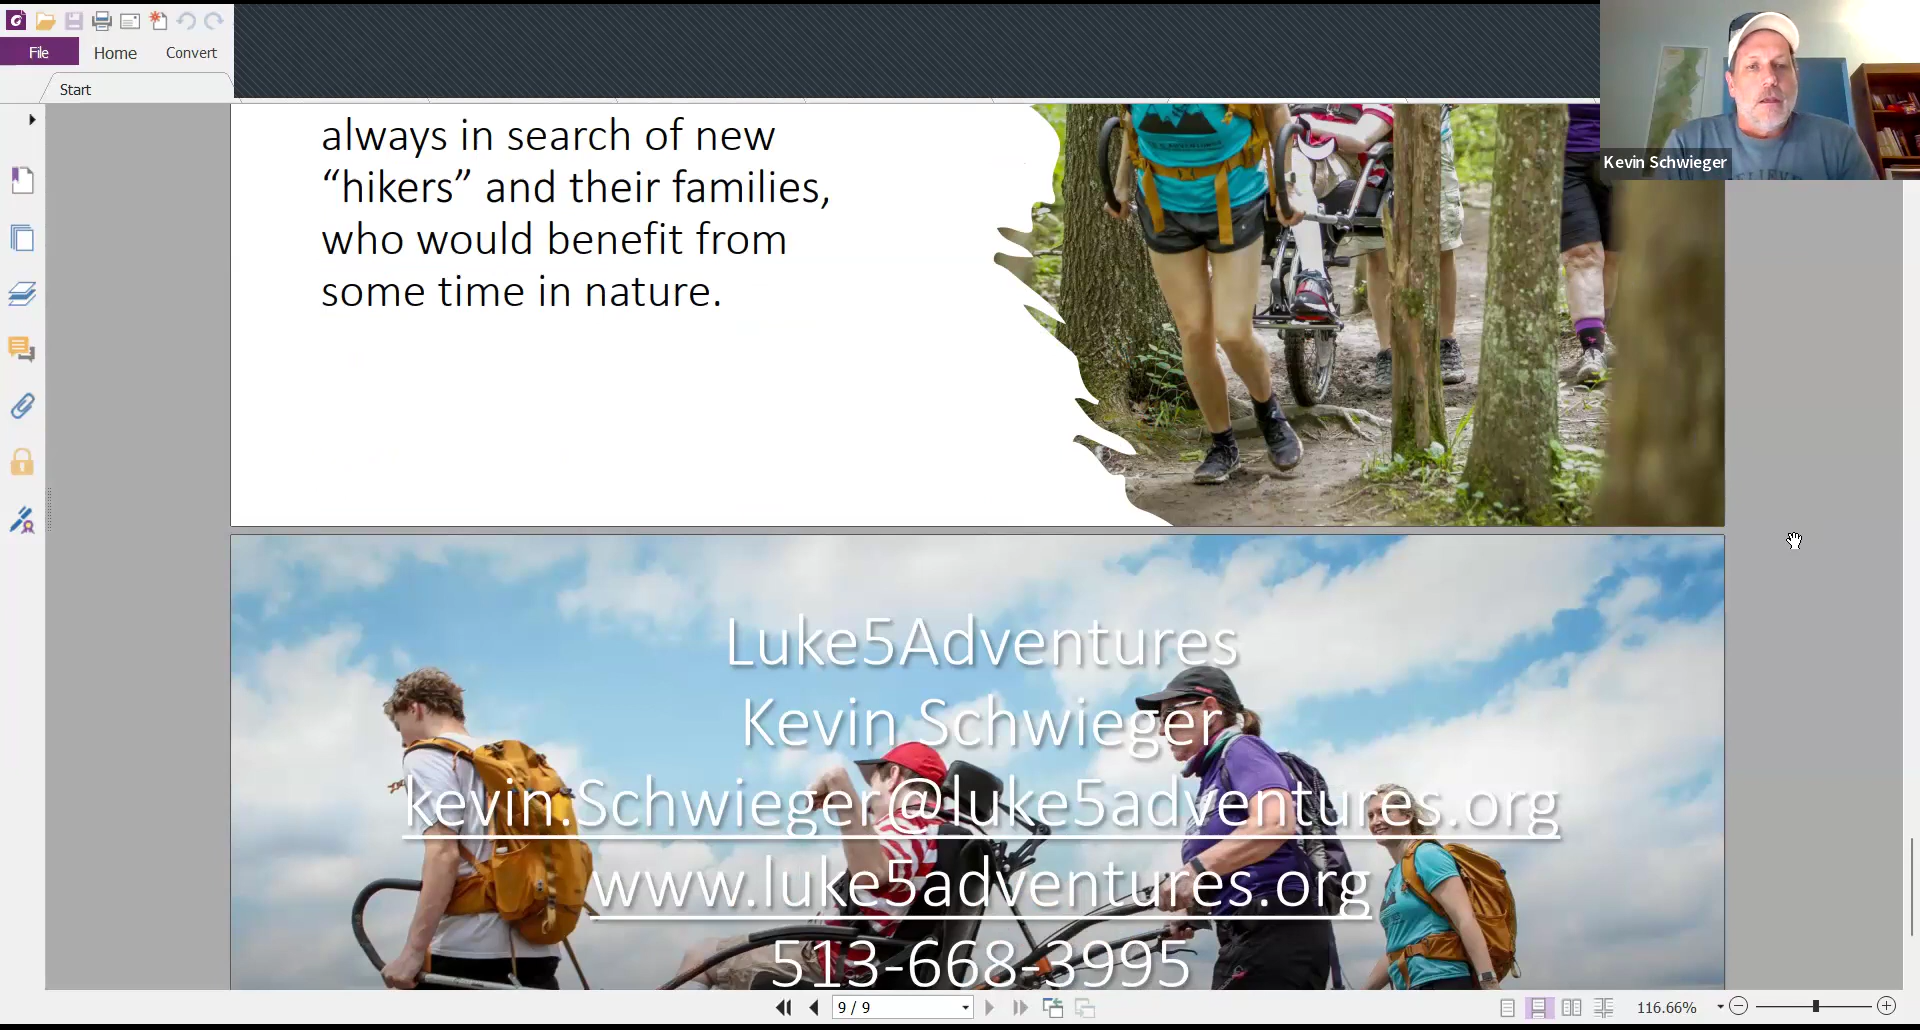 File
Home
Convert
Start
always in search of new
“hikers” and their families,
who would benefit from
some time in nature.
Kevin Schwieger
Luke5Adventures
Kevin Schwieger
kevin.Schwieger@luke5adventures.org
www.luke5adventures.org
513-668-3995
9 / 9
116.66%